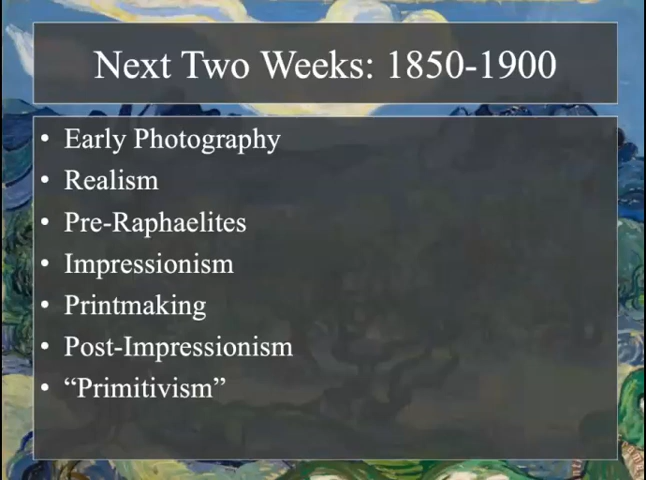 Next Two Weeks: 1850-1900
• Early Photography
• Realism
• Pre-Raphaelites
• Impressionism
• Printmaking
• Post-Impressionism
• “Primitivism”